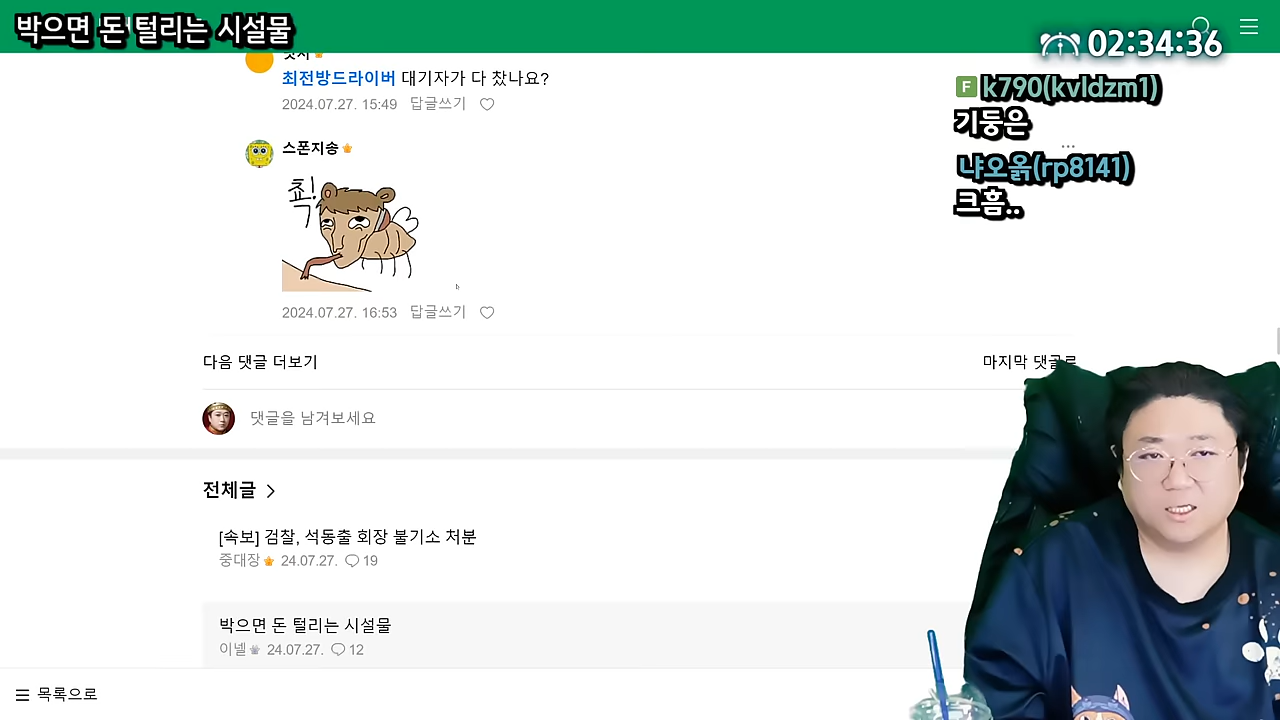 박으면 돈 털리는 시설물
02:34:36
F k790(kvldzm1)
기둥은
냐오옭(rp8141)
크흠..
최전방드라이버 대기자가 다 찼나요?
2024.07.27. 15:49 답글쓰기
스폰지송
쵹!
2024.07.27. 16:53 답글쓰기
다음 댓글 더보기
마지막 댓글로
댓글을 남겨보세요
전체글 >
[속보] 검찰, 석동출 회장 불기소 처분
중대장 24.07.27. 19
박으면 돈 털리는 시설물
이넬 24.07.27. 12
목록으로